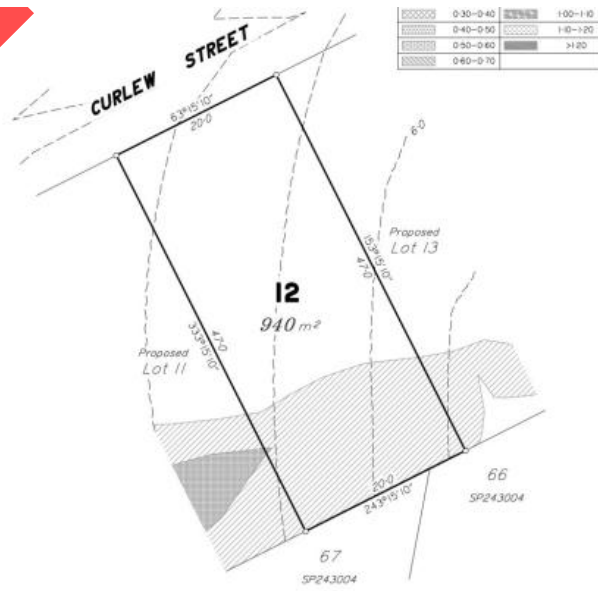 0·30-0·40
1·00-1·10
0·40-0·50
1·10-1·20
0·50-0·60
>1·20
0·60-0·70
CURLEW STREET
63°15'10"
20·0
6·0
Proposed
Lot 13
153°15'10"
47·0
12
940 m²
333°15'10"
47·0
Proposed
Lot 11
20·0
243°15'10"
66
SP243004
67
SP243004